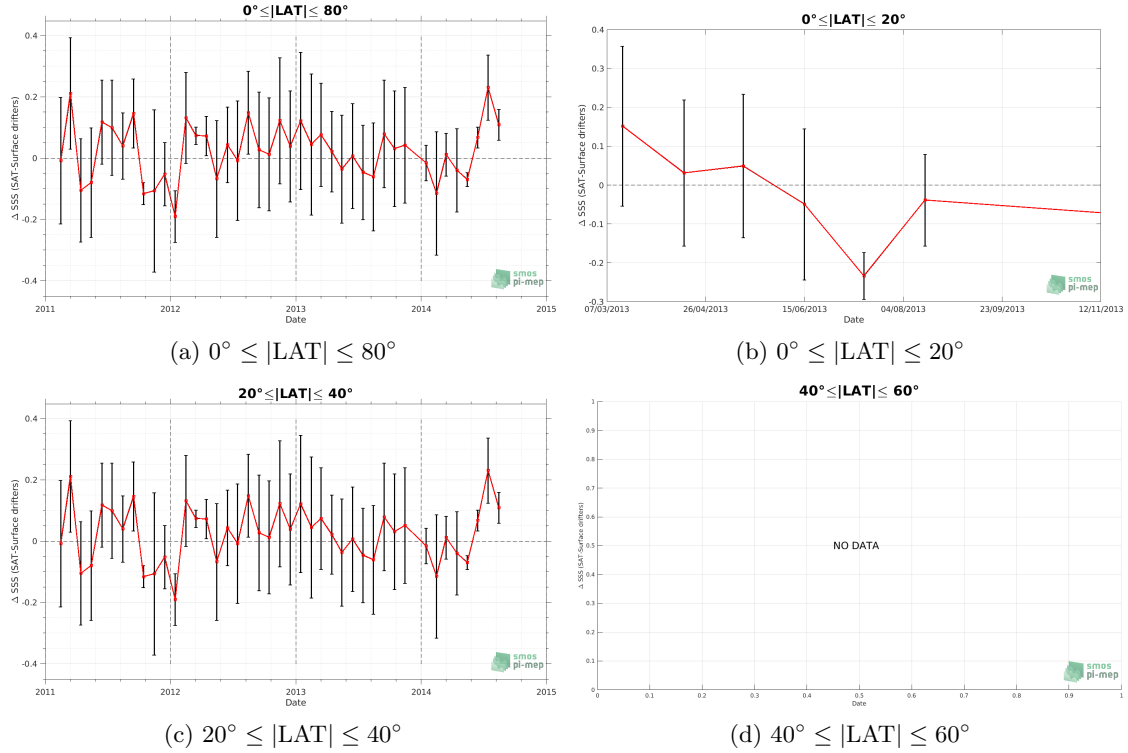 0°≤|LAT|≤ 80°
Δ SSS (SAT-Surface drifters)
0.4
0.2
0
-0.2
-0.4
2011
2012
2013
2014
2015
Date
smos
pi-mep
(a) 0° ≤ |LAT| ≤ 80°
0°≤|LAT|≤ 20°
Δ SSS (SAT-Surface drifters)
0.4
0.3
0.2
0.1
0
-0.1
-0.2
-0.3
07/03/2013
26/04/2013
15/06/2013
04/08/2013
23/09/2013
12/11/2013
Date
smos
pi-mep
(b) 0° ≤ |LAT| ≤ 20°
20°≤|LAT|≤ 40°
Δ SSS (SAT-Surface drifters)
0.4
0.2
0
-0.2
-0.4
2011
2012
2013
2014
2015
Date
smos
pi-mep
(c) 20° ≤ |LAT| ≤ 40°
40°≤|LAT|≤ 60°
Δ SSS (SAT-Surface drifters)
1
0.9
0.8
0.7
0.6
0.5
0.4
0.3
0.2
0.1
0
NO DATA
0
0.1
0.2
0.3
0.4
0.5
0.6
0.7
0.8
0.9
1
Date
smos
pi-mep
(d) 40° ≤ |LAT| ≤ 60°